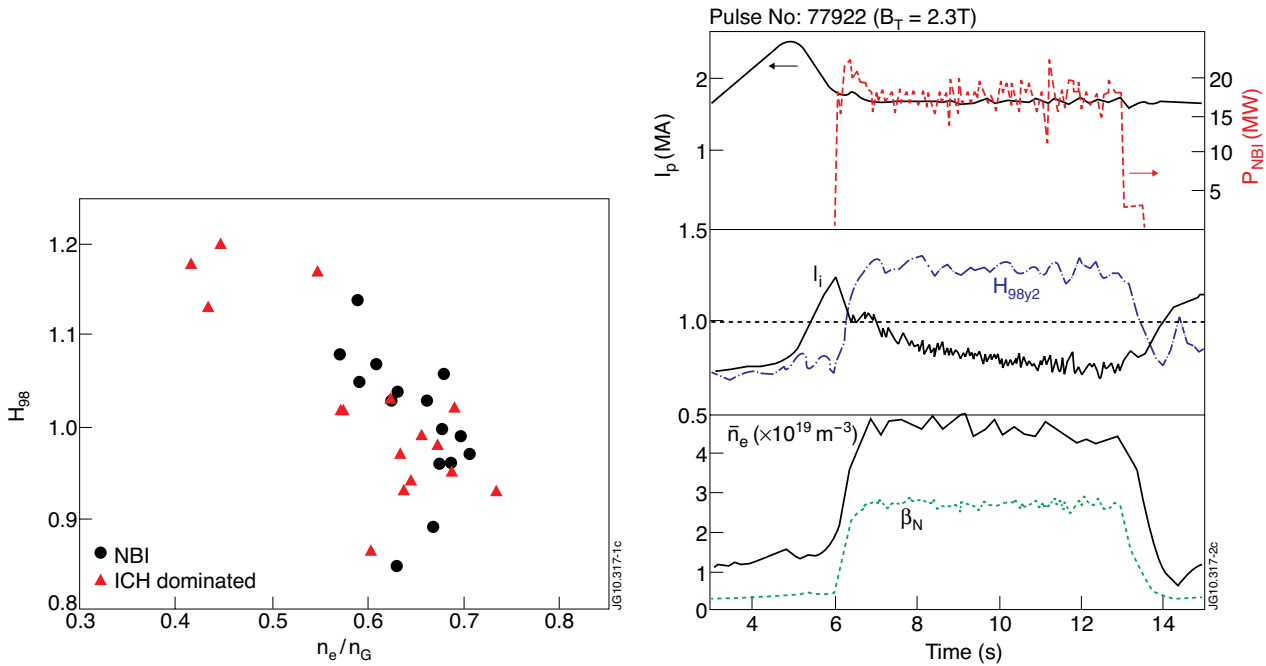 1.2
1.1
H98
1.0
0.9
0.8
NBI
ICH dominated
0.3 0.4 0.5 0.6 0.7 0.8
ne/nG
JG10.317-1c
Pulse No: 77922 (BT = 2.3T)
2
1
Ip (MA)
20
15
10
5
PNBI (MW)
1.5
1.0
0.5
li
H98y2
n̄e (×10¹⁹ m⁻³)
βN
4
3
2
1
0
4 6 8 10 12 14
Time (s)
JG10.317-2c